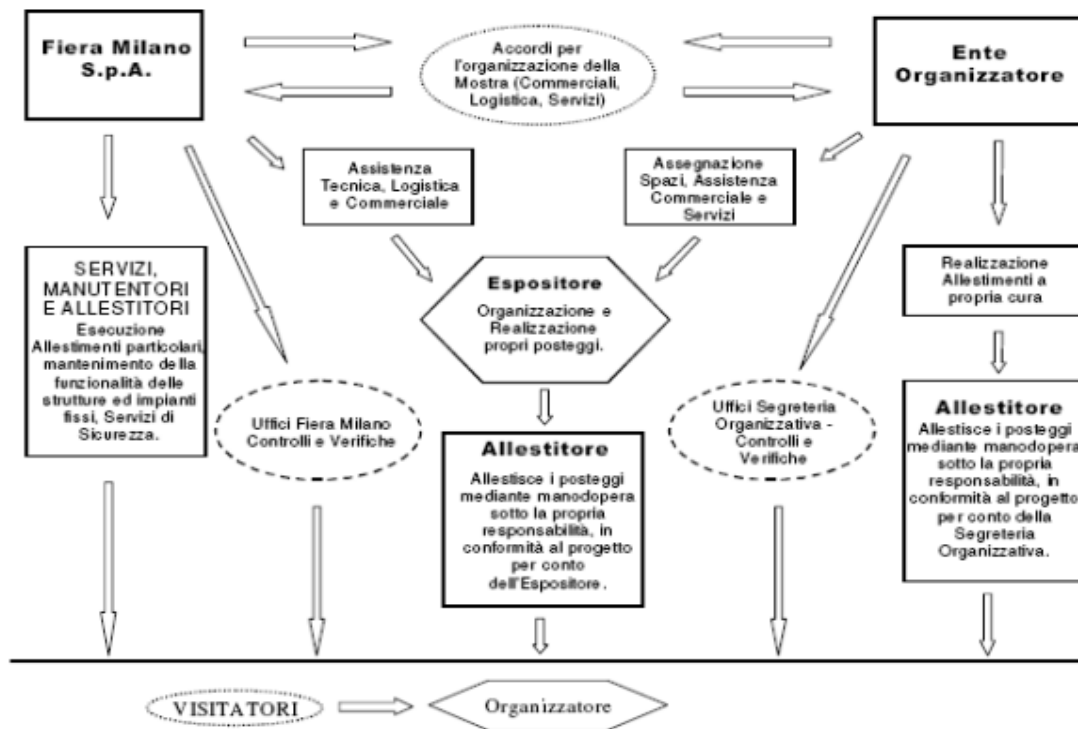 Fiera Milano
S.p.A.
Accordi per
l'organizzazione della
Mostra (Commerciali,
Logistica, Servizi)
Ente
Organizzatore
Assistenza
Tecnica, Logistica
e Commerciale
Assegnazione
Spazi, Assistenza
Commerciale e
Servizi
SERVIZI,
MANUTENTORI
E ALLESTITORI
Esecuzione
Allestimenti particolari,
mantenimento della
funzionalità delle
strutture ed impianti
fissi, Servizi di
Sicurezza.
Espositore
Organizzazione e
Realizzazione
propri posteggi.
Realizzazione
Allestimenti a
propria cura
Uffici Fiera Milano
Controlli e Verifiche
Uffici Segreteria
Organizzativa -
Controlli e
Verifiche
Allestitore
Allestisce i posteggi
mediante manodopera
sotto la propria
responsabilità, in
conformità al progetto
per conto
dell'Espositore.
Allestitore
Allestisce i posteggi
mediante manodopera
sotto la propria
responsabilità, in
conformità al progetto
per conto della
Segreteria
Organizzativa.
VISITATORI
Organizzatore